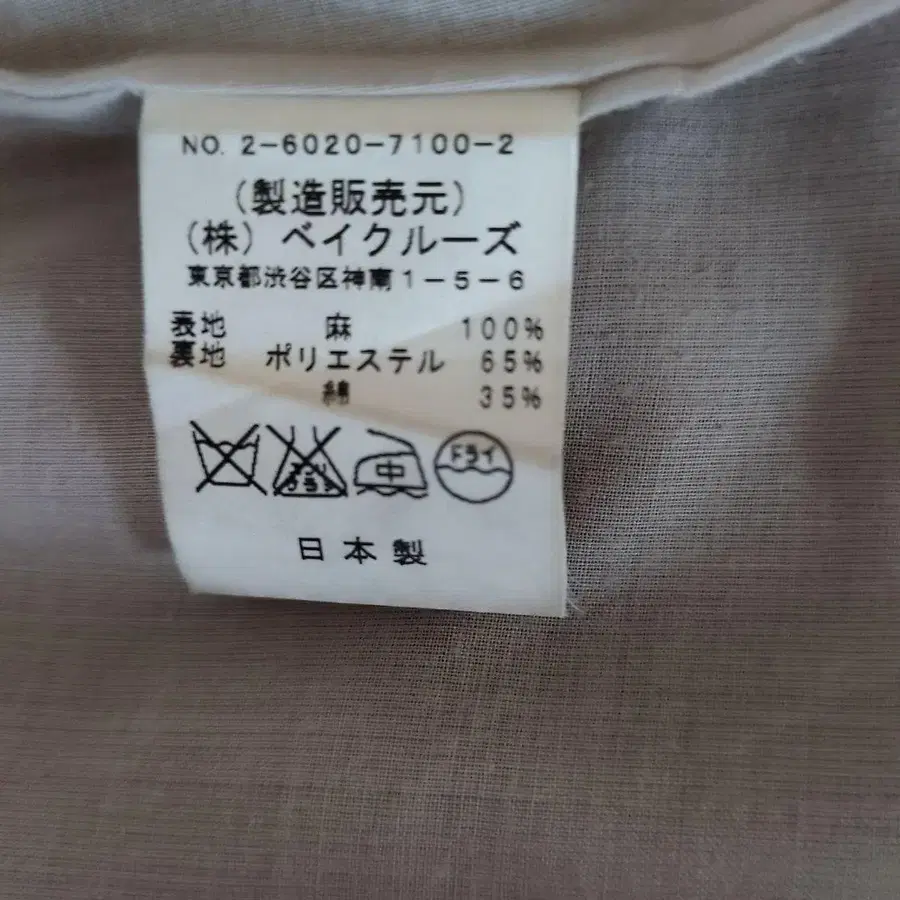 NO. 2-6020-7100-2
(製造販売元)
(株) ベイクルーズ
東京都渋谷区神南1-5-6
表地 麻 100%
裏地 ポリエステル 65%
綿 35%
中 ドライ
日本製